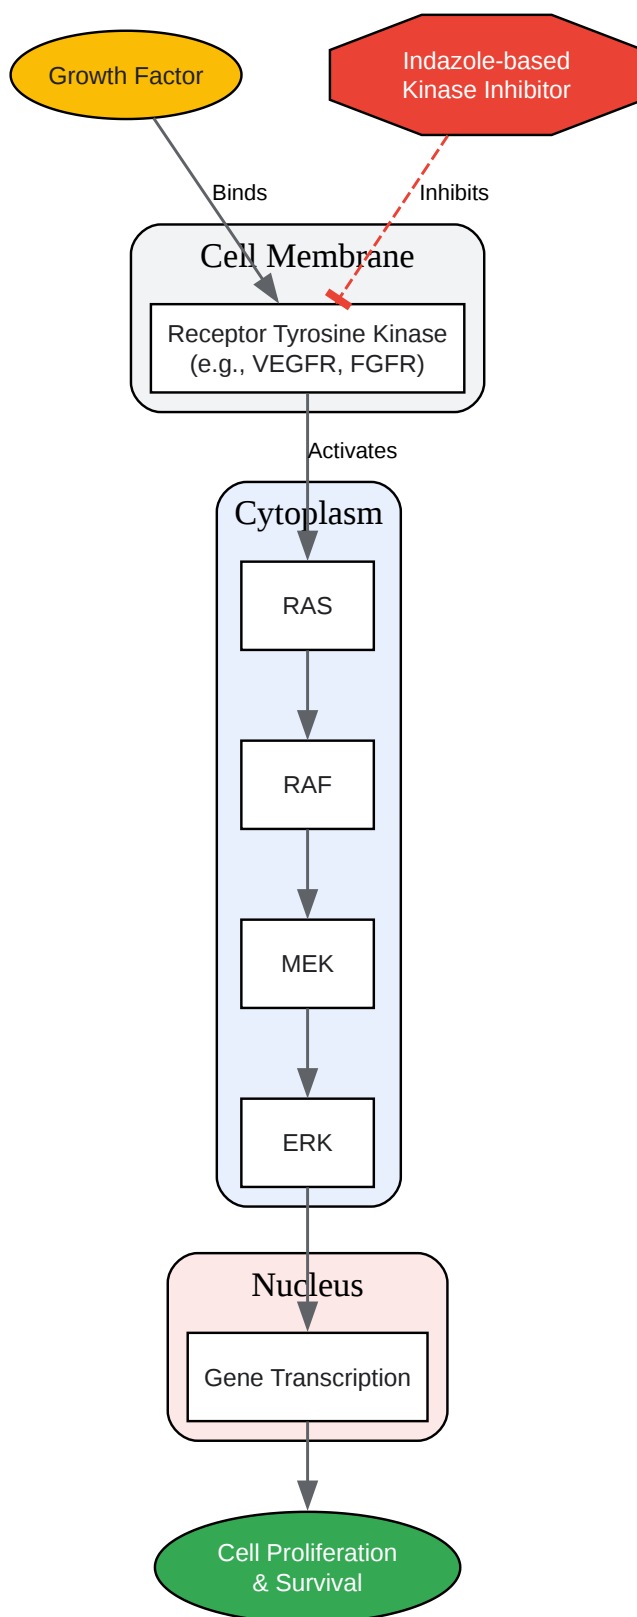 Growth Factor
Indazole-based
Kinase Inhibitor
Binds
Inhibits
Cell Membrane
Receptor Tyrosine Kinase
(e.g., VEGFR, FGFR)
Activates
Cytoplasm
RAS
RAF
MEK
ERK
Nucleus
Gene Transcription
Cell Proliferation
& Survival